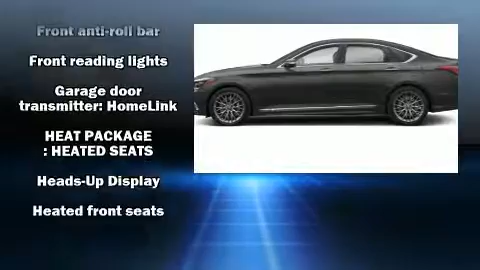 Front anti-roll bar
Front reading lights
Garage door
transmitter: HomeLink
HEAT PACKAGE
: HEATED SEATS
Heads-Up Display
Heated front seats